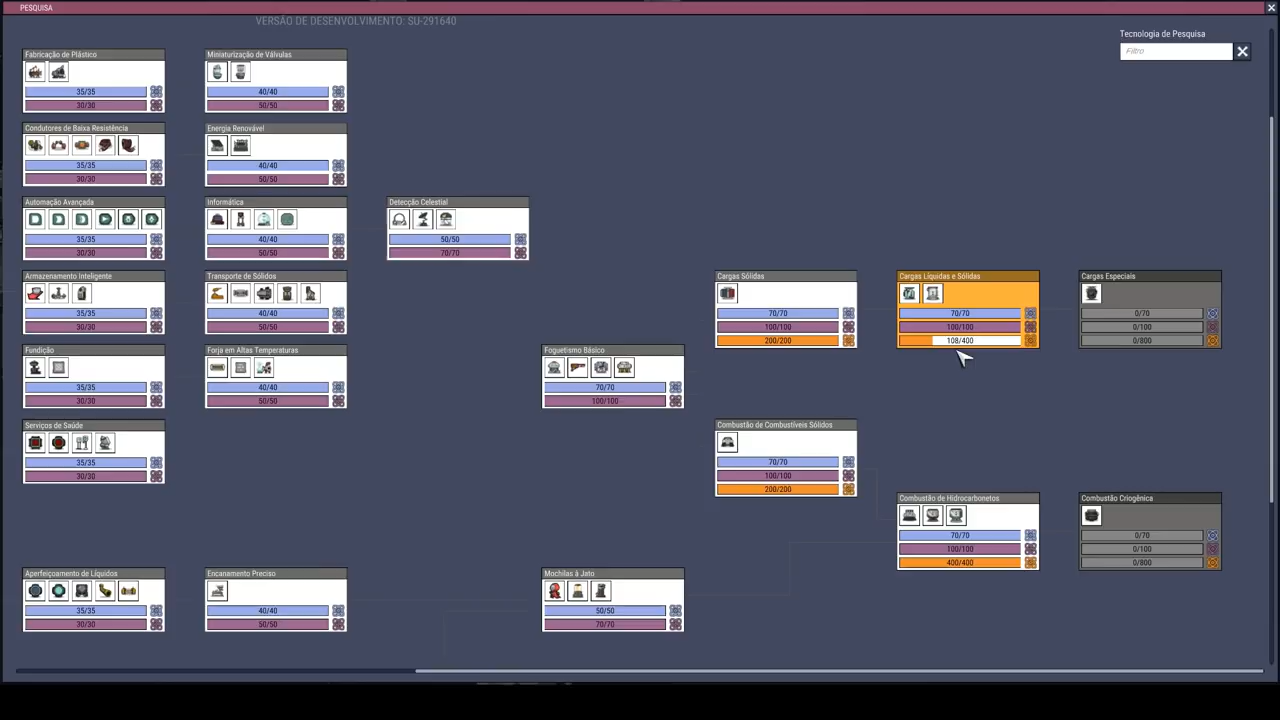 PESQUISA
VERSÃO DE DESENVOLVIMENTO: SU-291640
Tecnologia de Pesquisa
Filtro
Fabricação de Plástico
35/35
30/30
Miniaturização de Válvulas
40/40
50/50
Condutores de Baixa Resistência
35/35
30/30
Energia Renovável
40/40
50/50
Automação Avançada
35/35
30/30
Informática
40/40
50/50
Detecção Celestial
50/50
70/70
Armazenamento Inteligente
35/35
30/30
Transporte de Sólidos
40/40
50/50
Cargas Sólidas
70/70
100/100
200/200
Cargas Líquidas e Sólidas
70/70
100/100
108/400
Cargas Especiais
0/70
0/100
0/800
Fundição
35/35
30/30
Forja em Altas Temperaturas
40/40
50/50
Foguetismo Básico
70/70
100/100
Serviços de Saúde
35/35
30/30
Combustão de Combustíveis Sólidos
70/70
100/100
200/200
Combustão de Hidrocarbonetos
70/70
100/100
400/400
Combustão Criogênica
0/70
0/100
0/800
Aperfeiçoamento de Líquidos
35/35
30/30
Encanamento Preciso
40/40
50/50
Mochilas à Jato
50/50
70/70